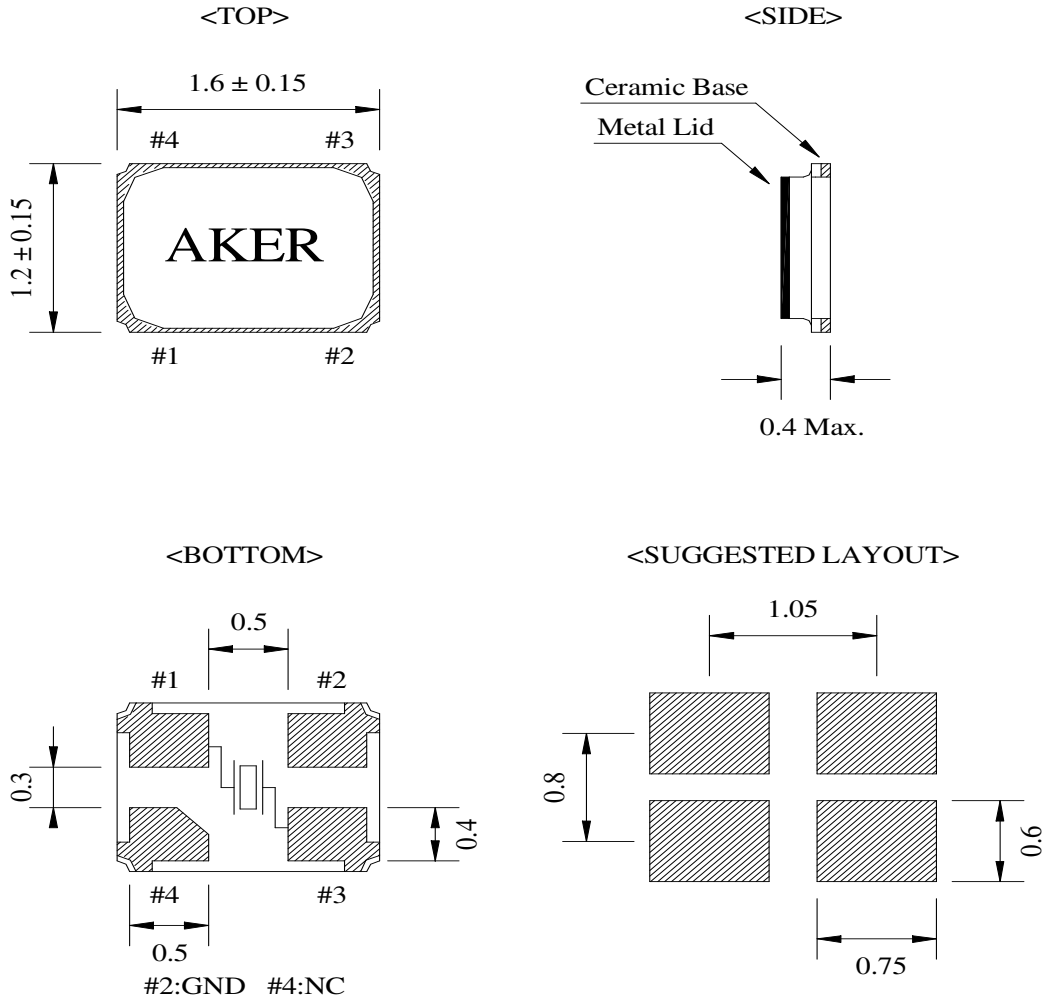 <TOP>
1.6 ± 0.15
#4 #3
1.2 ± 0.15
AKER
#1 #2
<SIDE>
Ceramic Base
Metal Lid
0.4 Max.
<BOTTOM>
0.5
#1 #2
0.3
0.4
#4 #3
0.5
#2:GND #4:NC
<SUGGESTED LAYOUT>
1.05
0.8
0.6
0.75